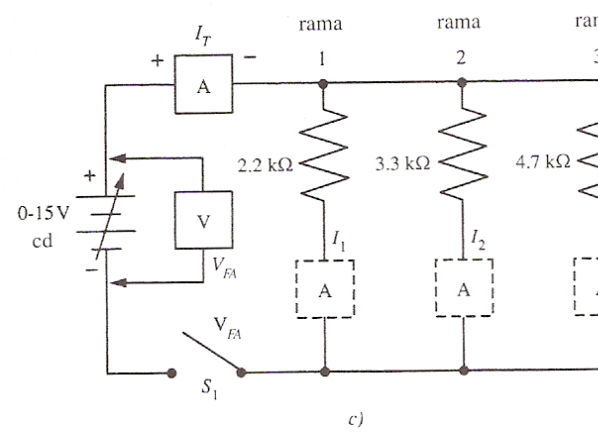 I_T
rama rama ram
1 2 3
+ A −
2.2 kΩ 3.3 kΩ 4.7 kΩ
+
0-15 V
cd
−
V
V_FA
I_1 I_2
A A
V_FA
S_1
c)